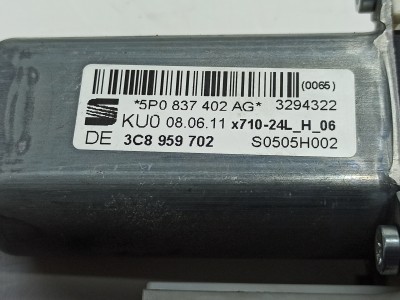 (0065)
*5P0 837 402 AG* 3294322
KU0 08.06.11 x710-24L_H_06
DE 3C8 959 702 S0505H002